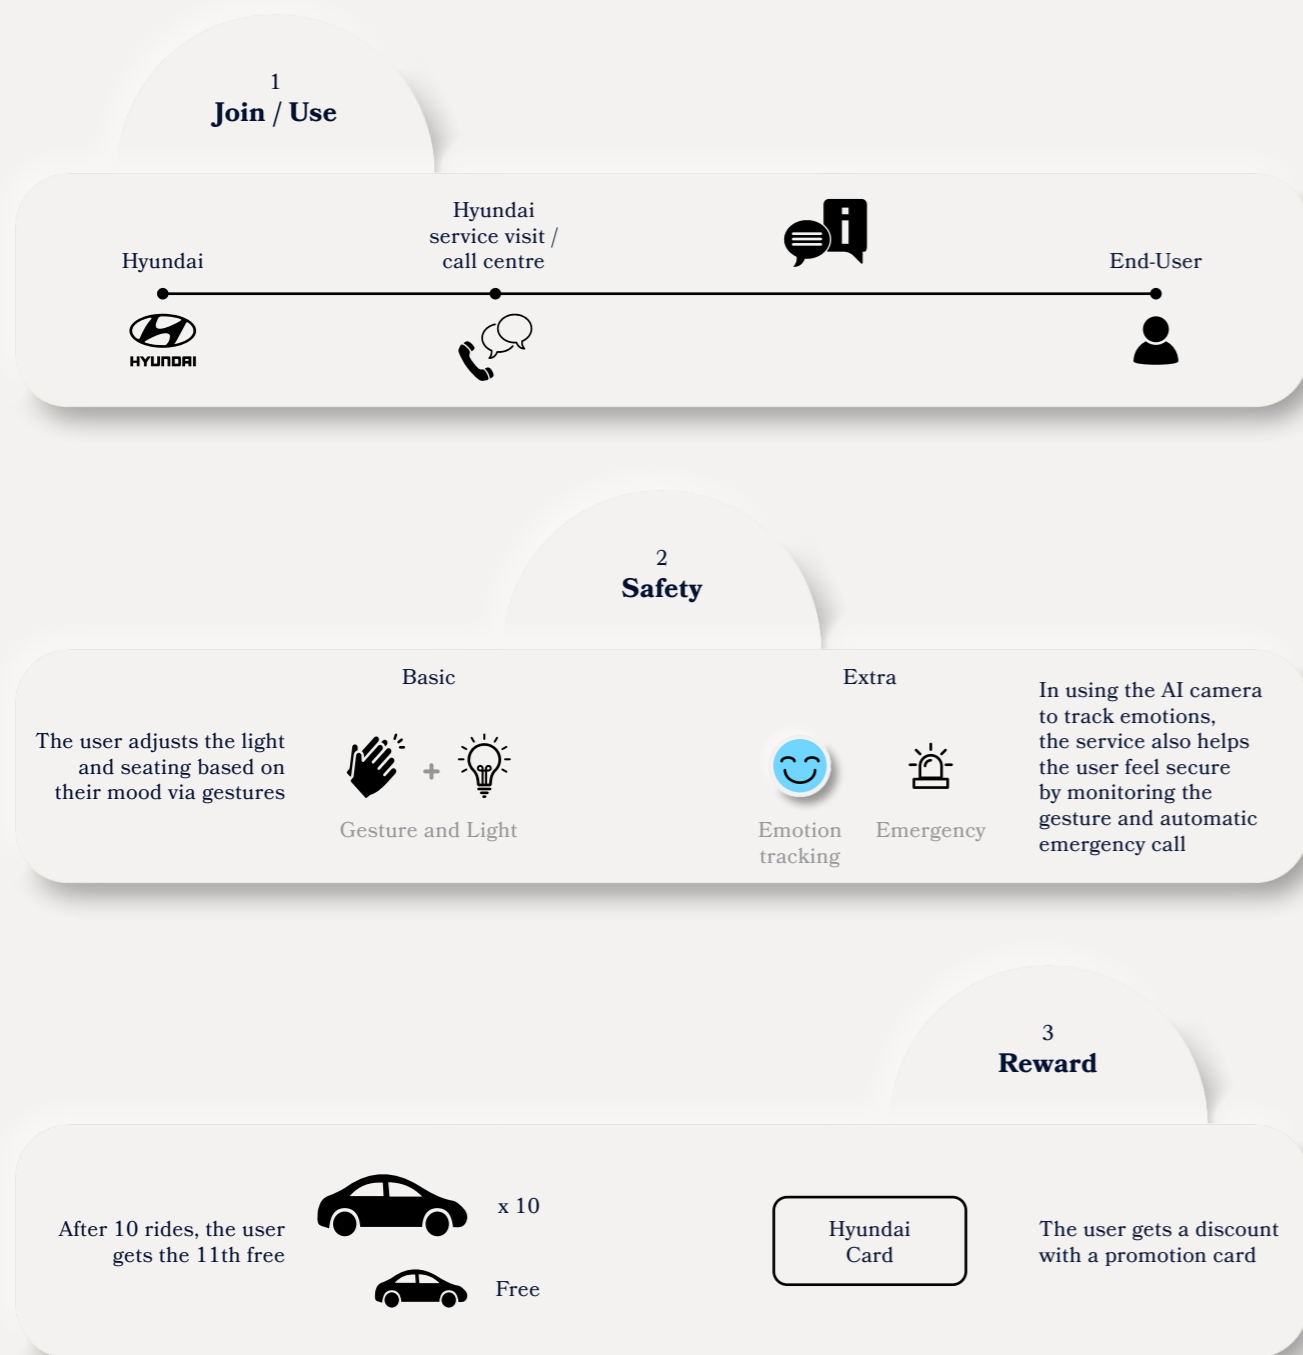 1
Join / Use
Hyundai
service visit /
call centre
Hyundai
End-User
HYUNDAI
2
Safety
Basic
Extra
The user adjusts the light
and seating based on
their mood via gestures
Gesture and Light
Emotion
tracking
Emergency
In using the AI camera
to track emotions,
the service also helps
the user feel secure
by monitoring the
gesture and automatic
emergency call
3
Reward
After 10 rides, the user
gets the 11th free
x 10
Free
Hyundai
Card
The user gets a discount
with a promotion card